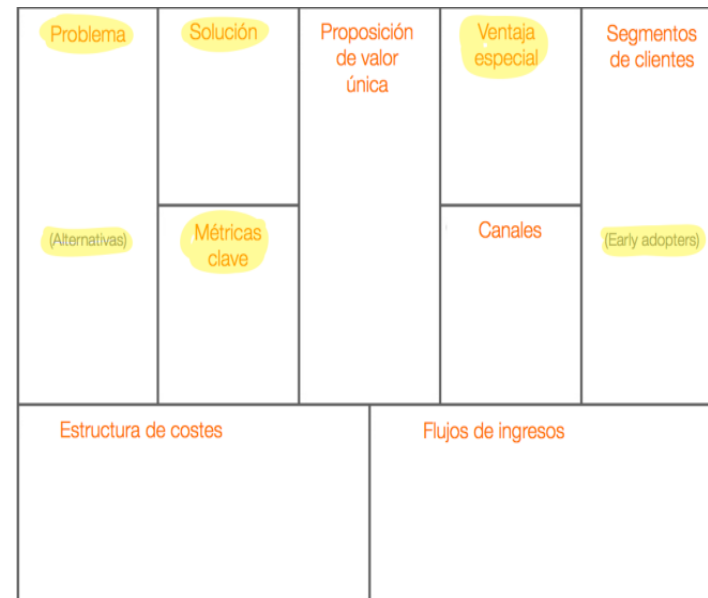 Problema
(Alternativas)
Solución
Métricas
clave
Proposición
de valor
única
Ventaja
especial
Canales
Segmentos
de clientes
(Early adopters)
Estructura de costes
Flujos de ingresos